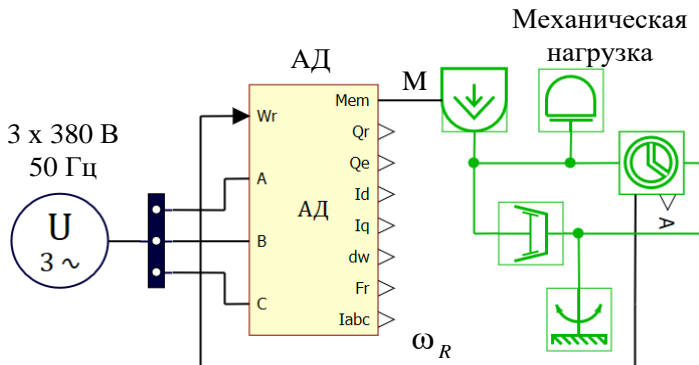 Механическая
нагрузка
АД
М
3 x 380 В
50 Гц
U
3 ~
Wr
A
B
C
АД
Mem
Qr
Qe
Id
Iq
dw
Fr
Iabc
A
ω_R